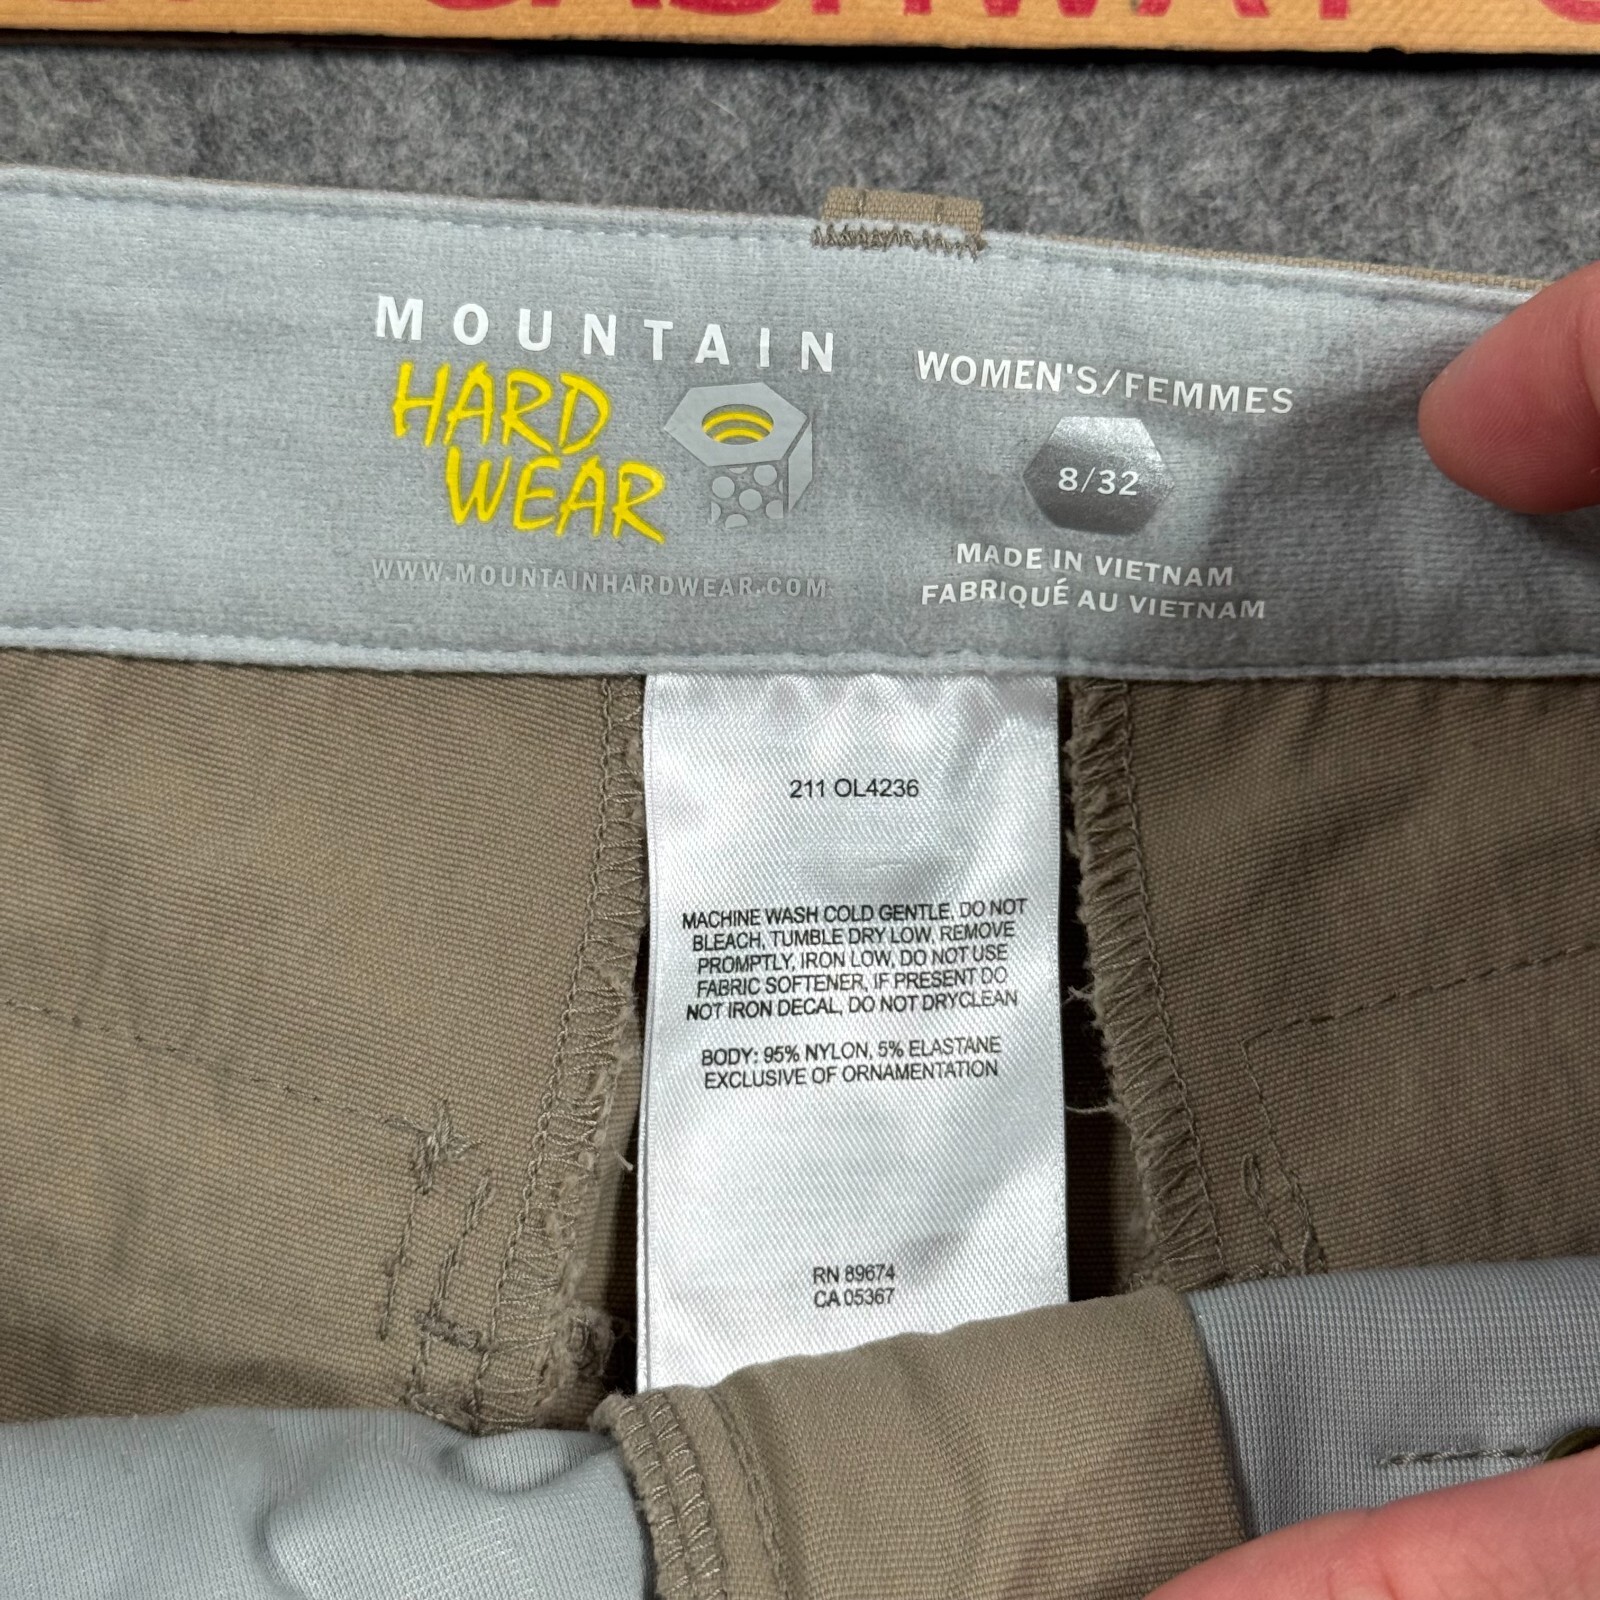 MOUNTAIN
HARD
WEAR
WWW.MOUNTAINHARDWEAR.COM
WOMEN'S/FEMMES
8/32
MADE IN VIETNAM
FABRIQUÉ AU VIETNAM
211 OL4236
MACHINE WASH COLD GENTLE, DO NOT
BLEACH, TUMBLE DRY LOW, REMOVE
PROMPTLY, IRON LOW, DO NOT USE
FABRIC SOFTENER, IF PRESENT DO
NOT IRON DECAL, DO NOT DRYCLEAN
BODY: 95% NYLON, 5% ELASTANE
EXCLUSIVE OF ORNAMENTATION
RN 89674
CA 05367